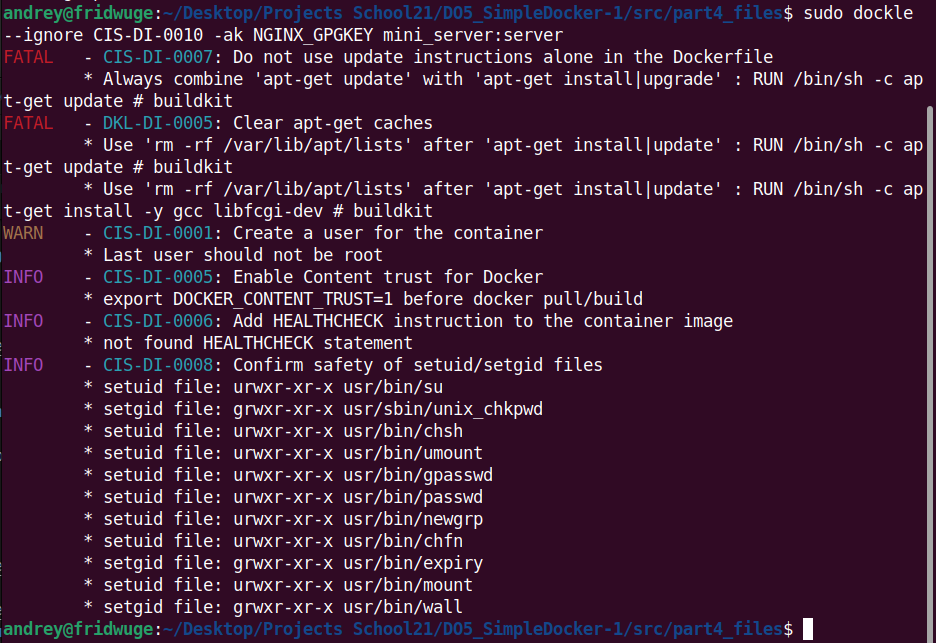 andrey@fridwuge:~/Desktop/Projects School21/DO5_SimpleDocker-1/src/part4_files$ sudo dockle
--ignore CIS-DI-0010 -ak NGINX_GPGKEY mini_server:server
FATAL   - CIS-DI-0007: Do not use update instructions alone in the Dockerfile
        * Always combine 'apt-get update' with 'apt-get install|upgrade' : RUN /bin/sh -c ap
t-get update # buildkit
FATAL   - DKL-DI-0005: Clear apt-get caches
        * Use 'rm -rf /var/lib/apt/lists' after 'apt-get install|update' : RUN /bin/sh -c ap
t-get update # buildkit
        * Use 'rm -rf /var/lib/apt/lists' after 'apt-get install|update' : RUN /bin/sh -c ap
t-get install -y gcc libfcgi-dev # buildkit
WARN    - CIS-DI-0001: Create a user for the container
        * Last user should not be root
INFO    - CIS-DI-0005: Enable Content trust for Docker
        * export DOCKER_CONTENT_TRUST=1 before docker pull/build
INFO    - CIS-DI-0006: Add HEALTHCHECK instruction to the container image
        * not found HEALTHCHECK statement
INFO    - CIS-DI-0008: Confirm safety of setuid/setgid files
        * setuid file: urwxr-xr-x usr/bin/su
        * setgid file: grwxr-xr-x usr/sbin/unix_chkpwd
        * setuid file: urwxr-xr-x usr/bin/chsh
        * setuid file: urwxr-xr-x usr/bin/umount
        * setuid file: urwxr-xr-x usr/bin/gpasswd
        * setuid file: urwxr-xr-x usr/bin/passwd
        * setuid file: urwxr-xr-x usr/bin/newgrp
        * setuid file: urwxr-xr-x usr/bin/chfn
        * setgid file: grwxr-xr-x usr/bin/expiry
        * setuid file: urwxr-xr-x usr/bin/mount
        * setgid file: grwxr-xr-x usr/bin/wall
andrey@fridwuge:~/Desktop/Projects School21/DO5_SimpleDocker-1/src/part4_files$